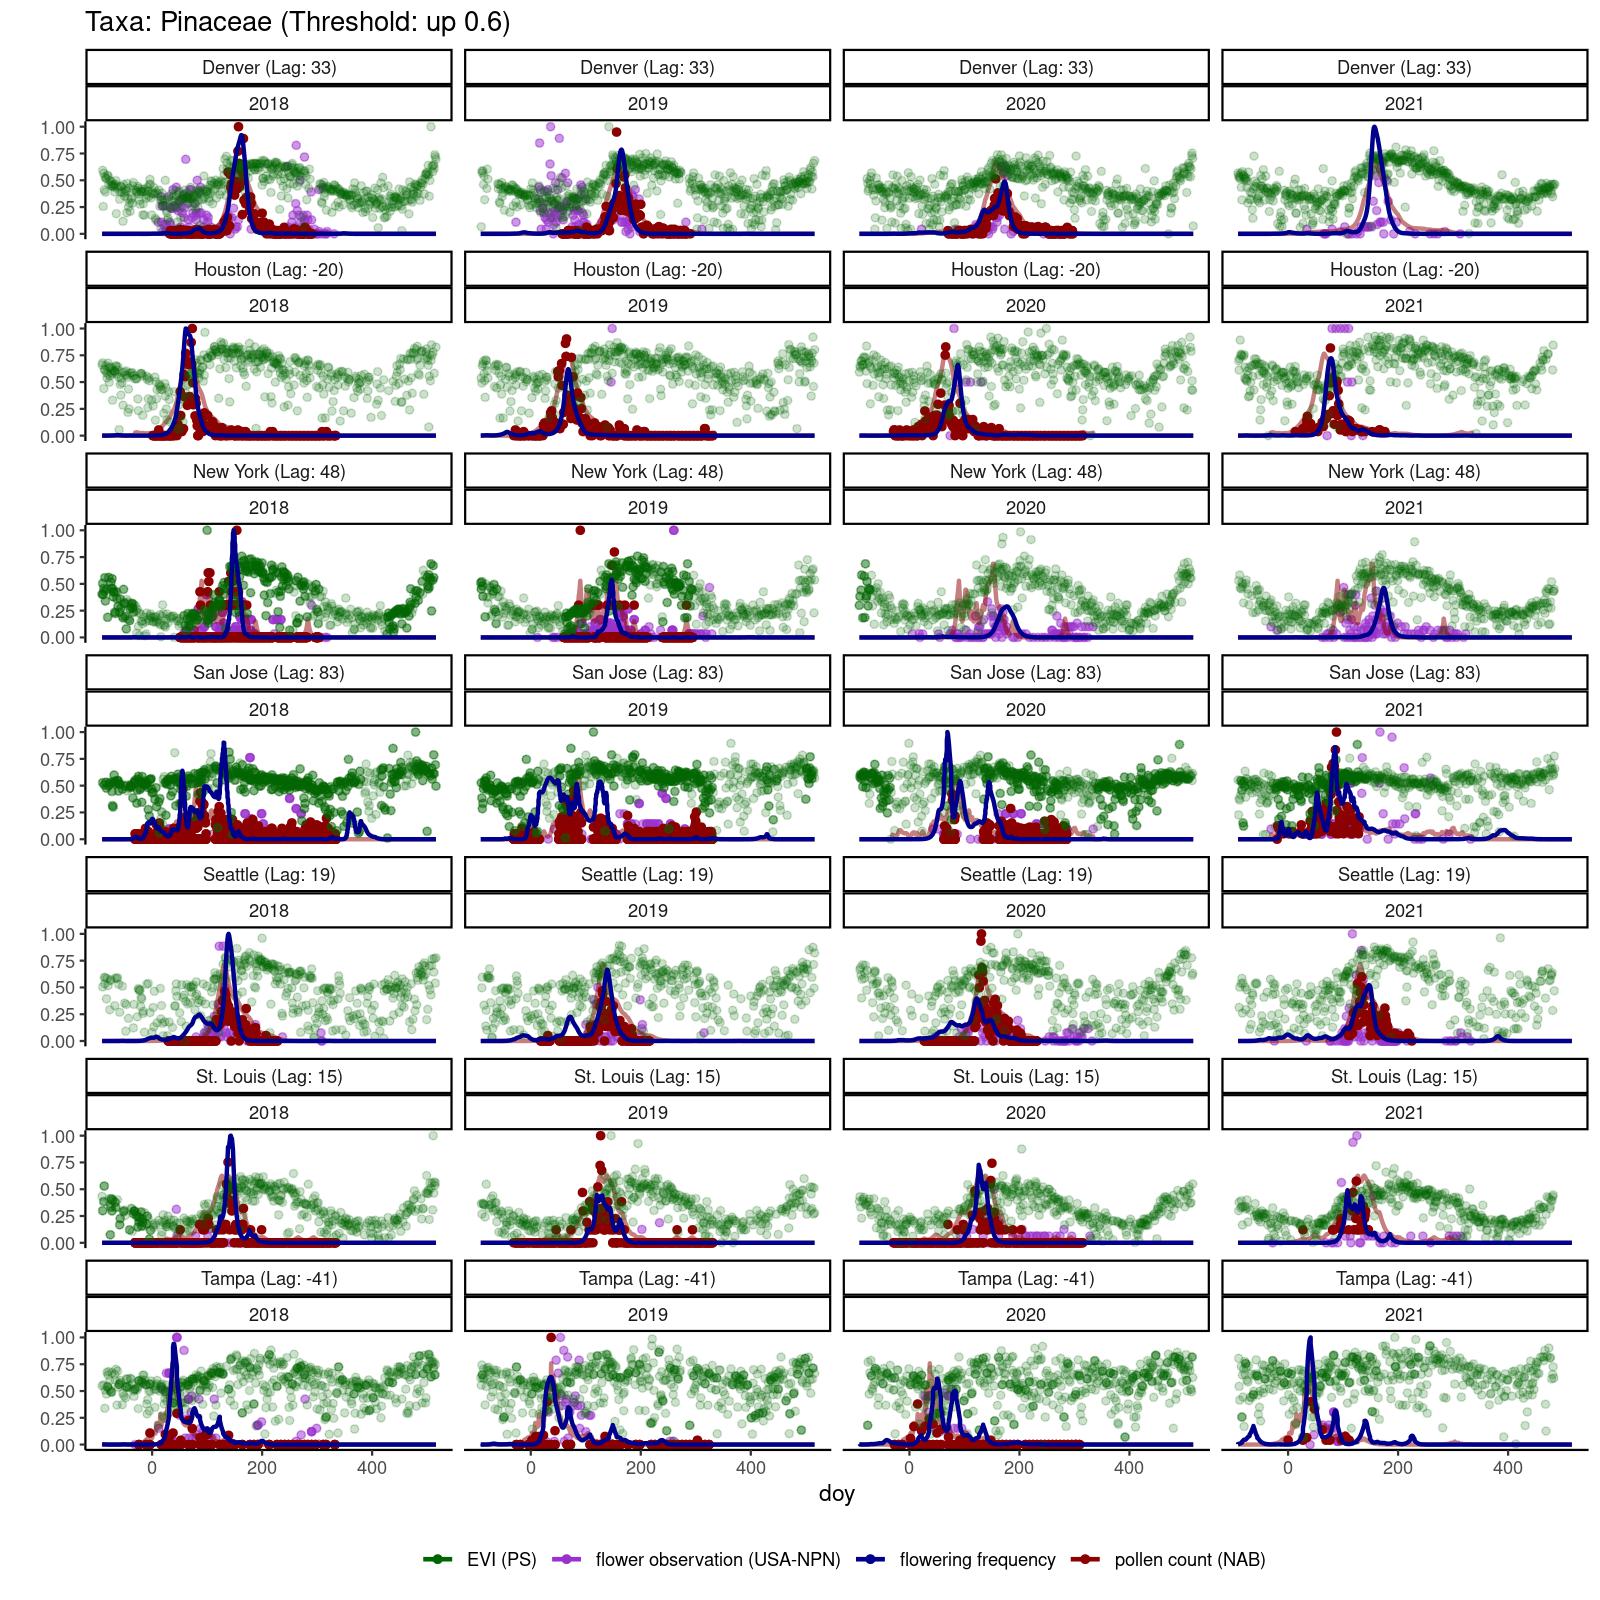 Taxa: Pinaceae (Threshold: up 0.6)
Denver (Lag: 33) Denver (Lag: 33) Denver (Lag: 33) Denver (Lag: 33)
2018 2019 2020 2021
1.00
0.75
0.50
0.25
0.00
Houston (Lag: -20) Houston (Lag: -20) Houston (Lag: -20) Houston (Lag: -20)
2018 2019 2020 2021
1.00
0.75
0.50
0.25
0.00
New York (Lag: 48) New York (Lag: 48) New York (Lag: 48) New York (Lag: 48)
2018 2019 2020 2021
1.00
0.75
0.50
0.25
0.00
San Jose (Lag: 83) San Jose (Lag: 83) San Jose (Lag: 83) San Jose (Lag: 83)
2018 2019 2020 2021
1.00
0.75
0.50
0.25
0.00
Seattle (Lag: 19) Seattle (Lag: 19) Seattle (Lag: 19) Seattle (Lag: 19)
2018 2019 2020 2021
1.00
0.75
0.50
0.25
0.00
St. Louis (Lag: 15) St. Louis (Lag: 15) St. Louis (Lag: 15) St. Louis (Lag: 15)
2018 2019 2020 2021
1.00
0.75
0.50
0.25
0.00
Tampa (Lag: -41) Tampa (Lag: -41) Tampa (Lag: -41) Tampa (Lag: -41)
2018 2019 2020 2021
1.00
0.75
0.50
0.25
0.00
0 200 400 0 200 400 0 200 400 0 200 400
doy
EVI (PS) flower observation (USA-NPN) flowering frequency pollen count (NAB)